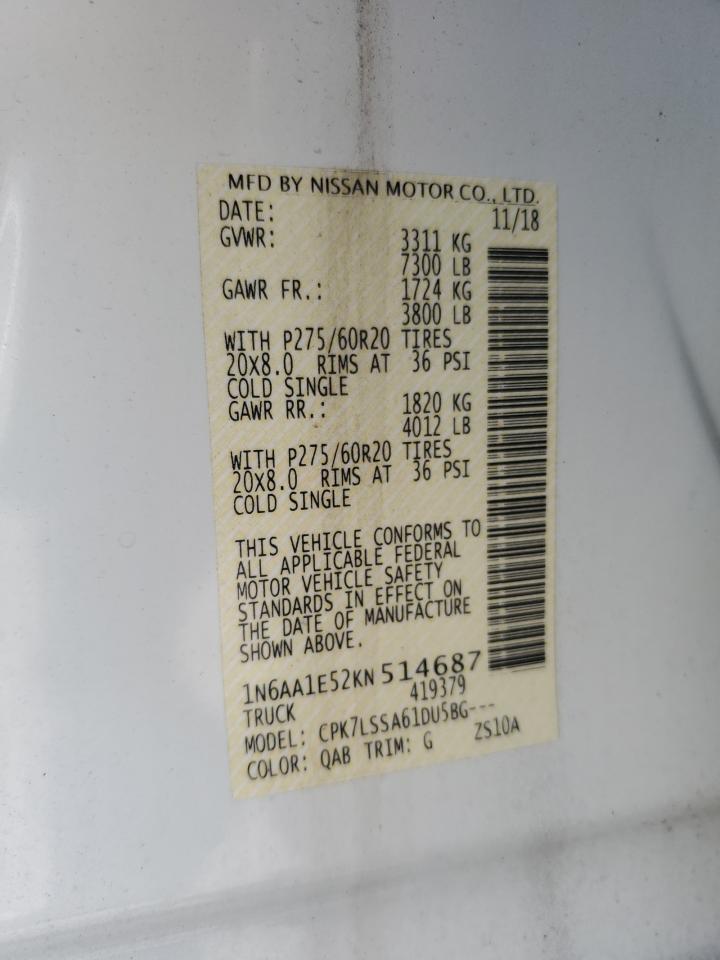 MFD BY NISSAN MOTOR CO., LTD.
DATE: 11/18
GVWR: 3311 KG
7300 LB
GAWR FR.: 1724 KG
3800 LB
WITH P275/60R20 TIRES
20X8.0 RIMS AT 36 PSI
COLD SINGLE
GAWR RR.: 1820 KG
4012 LB
WITH P275/60R20 TIRES
20X8.0 RIMS AT 36 PSI
COLD SINGLE
THIS VEHICLE CONFORMS TO
ALL APPLICABLE FEDERAL
MOTOR VEHICLE SAFETY
STANDARDS IN EFFECT ON
THE DATE OF MANUFACTURE
SHOWN ABOVE.
1N6AA1E52KN514687
TRUCK 419379
MODEL: CPK7LSSA61DU5BG---
COLOR: QAB TRIM: G ZS10A